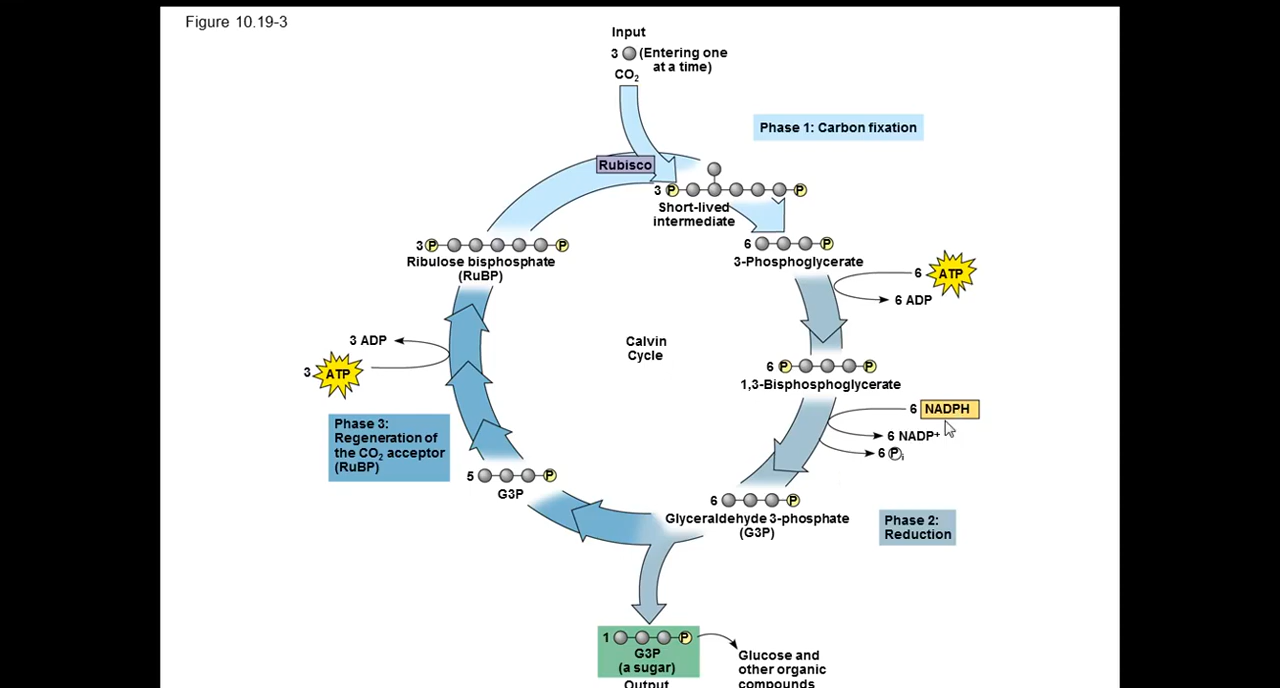 Figure 10.19-3
Input
3 (Entering one
at a time)
CO₂
Phase 1: Carbon fixation
Rubisco
3 P P
Short-lived
intermediate
3 P P
Ribulose bisphosphate
(RuBP)
6 P
3-Phosphoglycerate
6 ATP
6 ADP
3 ADP
3 ATP
Calvin
Cycle
6 P P
1,3-Bisphosphoglycerate
6 NADPH
6 NADP⁺
6 Pᵢ
Phase 3:
Regeneration of
the CO₂ acceptor
(RuBP)
5 P
G3P
6 P
Glyceraldehyde 3-phosphate
(G3P)
Phase 2:
Reduction
1 P
G3P
(a sugar)
Output
Glucose and
other organic
compounds